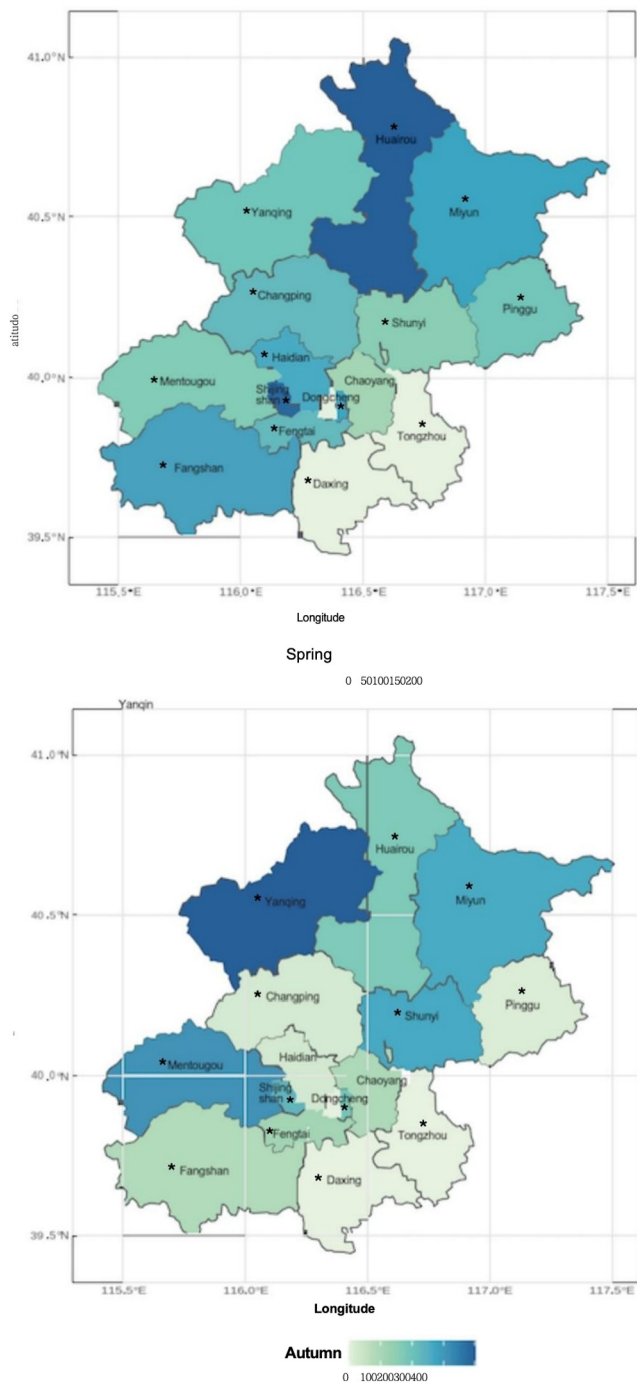 41.0°N
Huairou
40.5°N
Yanqing
Miyun
Changping
Pinggu
Shunyi
atitudo
Haidian
40.0°N
Mentougou
Chaoyang
Shijing
shan
Dongcheng
Fengtai
Tongzhou
Fangshan
Daxing
39.5°N
115.5°E 116.0°E 116.5°E 117.0°E 117.5°E
Longitude
Spring
0 50100150200
Yanqin
41.0°N
Huairou
Yanqing
Miyun
40.5°N
Changping
Pinggu
Shunyi
Haidian
Mentougou
40.0°N
Chaoyang
Shijing
shan
Dongcheng
Fengtai
Tongzhou
Fangshan
Daxing
39.5°N
115.5°E 116.0°E 116.5°E 117.0°E 117.5°E
Longitude
Autumn
0 100200300400